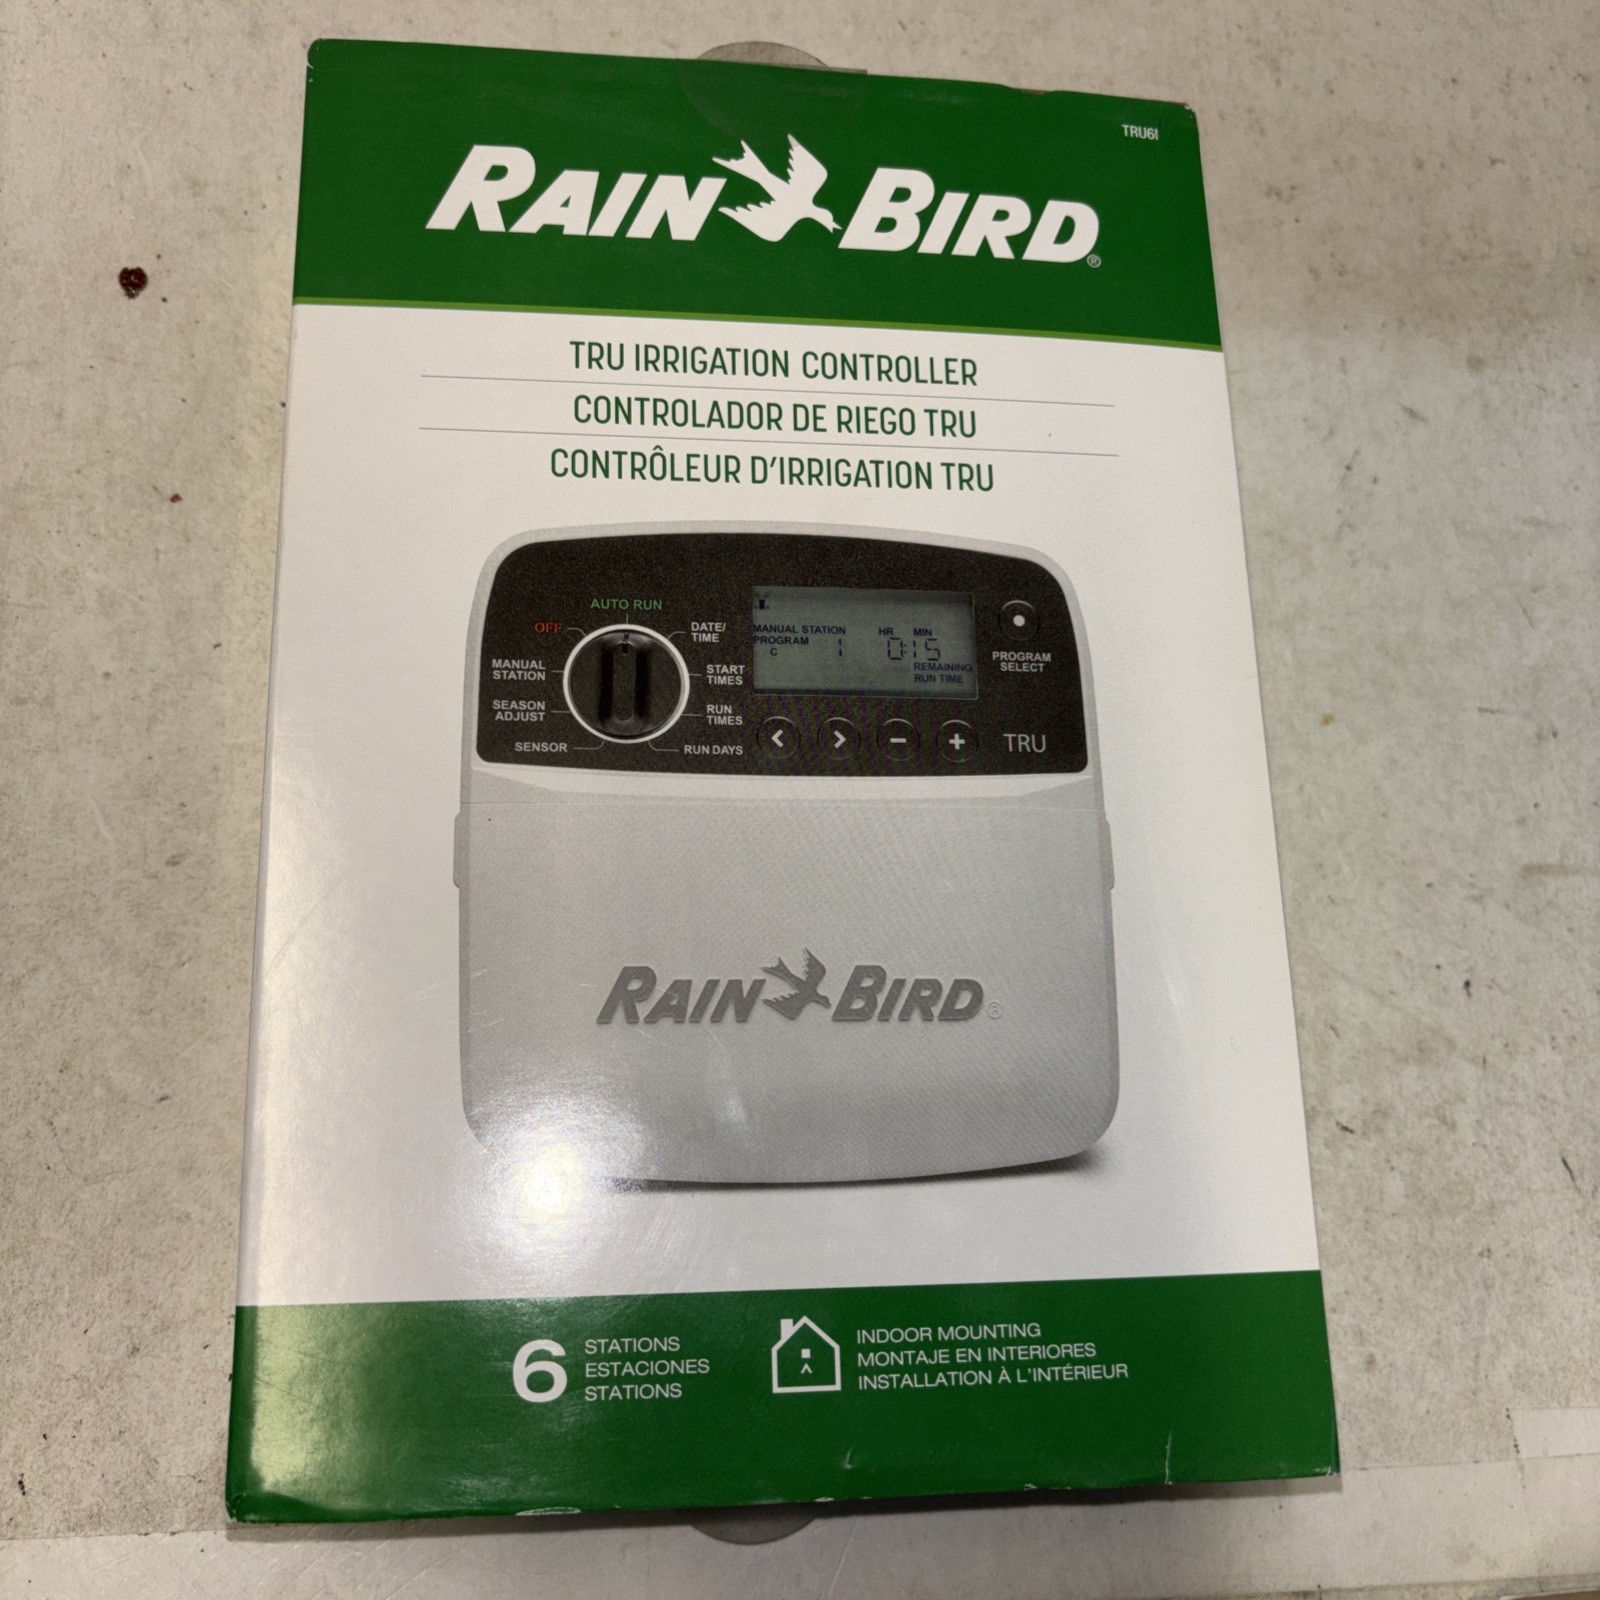 TRU6I
RAIN BIRD®
TRU IRRIGATION CONTROLLER
CONTROLADOR DE RIEGO TRU
CONTRÔLEUR D'IRRIGATION TRU
AUTO RUN
OFF
DATE/
TIME
MANUAL
STATION
START
TIMES
SEASON
ADJUST
RUN
TIMES
SENSOR
RUN DAYS
MANUAL STATION
PROGRAM
C
1
HR MIN
0:15
REMAINING
RUN TIME
PROGRAM
SELECT
< > − +
TRU
RAIN BIRD®
6
STATIONS
ESTACIONES
STATIONS
INDOOR MOUNTING
MONTAJE EN INTERIORES
INSTALLATION À L'INTÉRIEUR